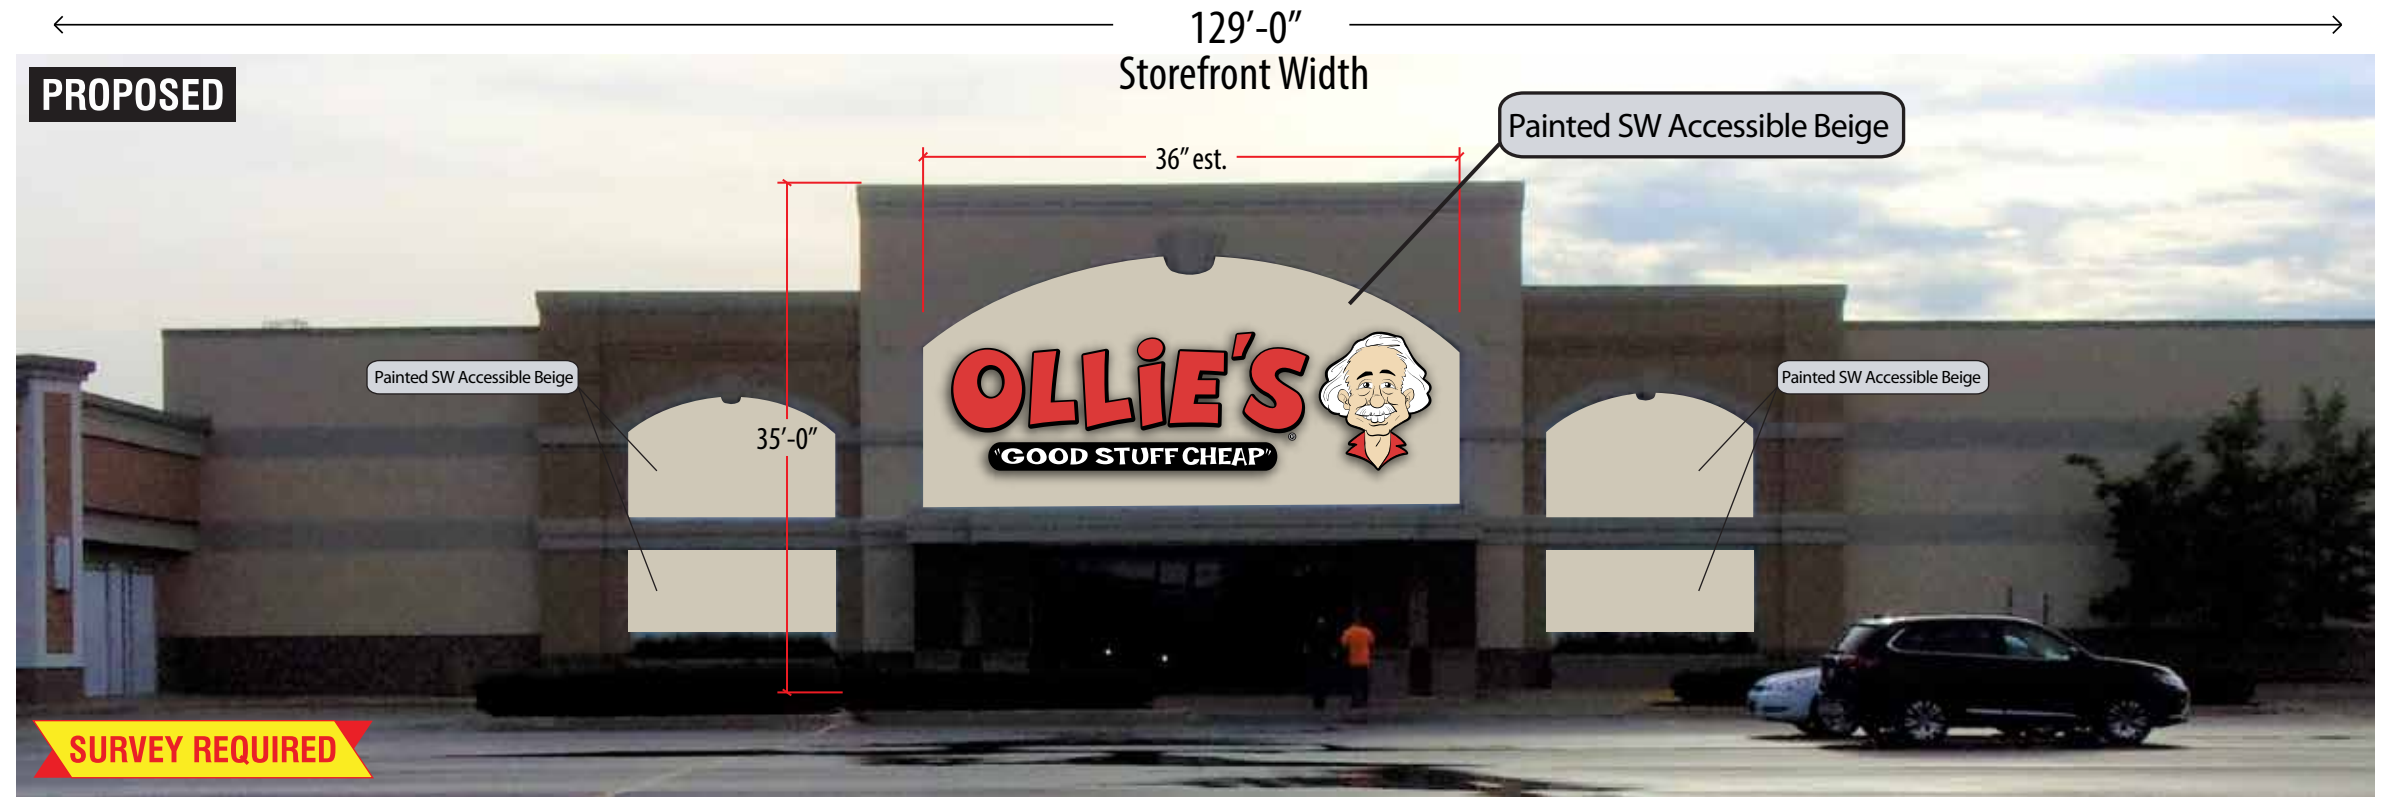 129’-0”
Storefront Width
PROPOSED
Painted SW Accessible Beige
36” est.
Painted SW Accessible Beige
Painted SW Accessible Beige
35’-0”
OLLiE’S
©
"GOOD STUFF CHEAP"
SURVEY REQUIRED